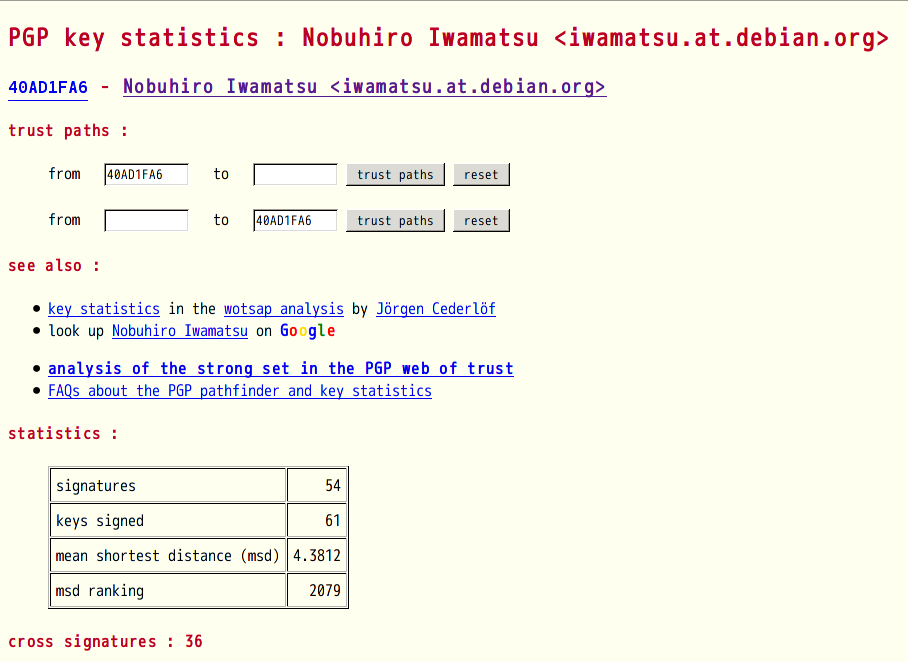 PGP key statistics : Nobuhiro Iwamatsu <iwamatsu.at.debian.org>
40AD1FA6 - Nobuhiro Iwamatsu <iwamatsu.at.debian.org>
trust paths :
from 40AD1FA6 to trust paths reset
from to 40AD1FA6 trust paths reset
see also :
● key statistics in the wotsap analysis by Jörgen Cederlöf
● look up Nobuhiro Iwamatsu on Google
● analysis of the strong set in the PGP web of trust
● FAQs about the PGP pathfinder and key statistics
statistics :
signatures 54
keys signed 61
mean shortest distance (msd) 4.3812
msd ranking 2079
cross signatures : 36